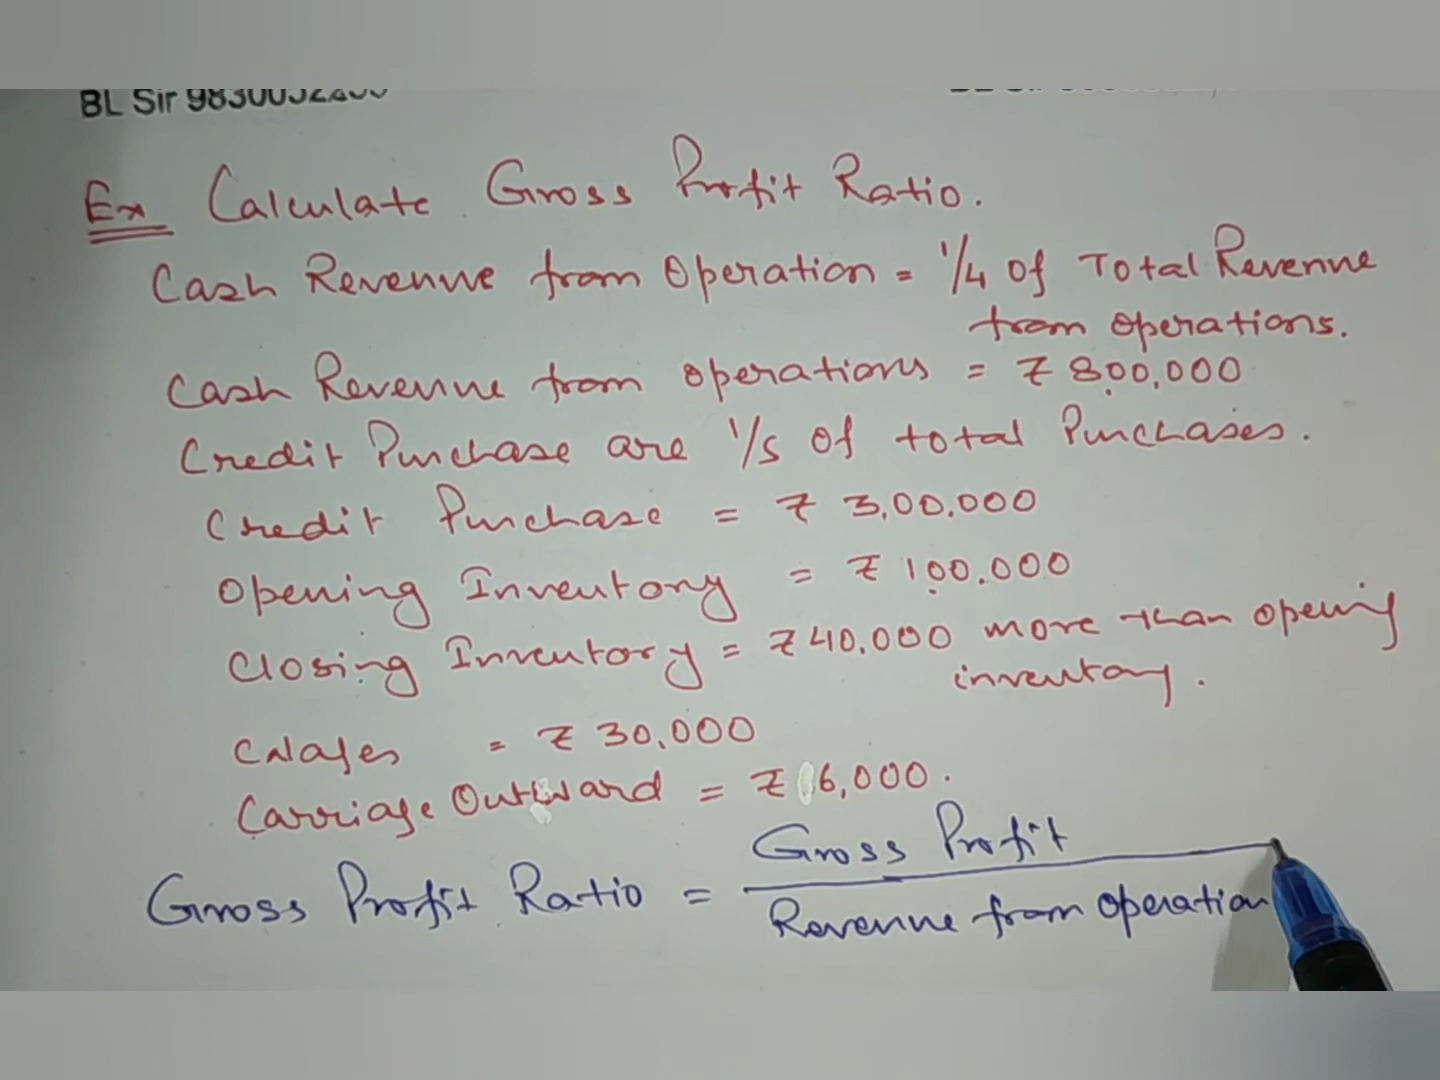 BL Sir
Ex Calculate Gross Profit Ratio.
Cash Revenue from Operation = 1/4 Of Total Revenue
from operations.
Cash Revenue from operations = ₹ 800,000
Credit Purchase are 1/5 Of total Purchases.
Credit Purchase = ₹ 3,00,000
Opening Inventory = ₹ 100,000
Closing Inventory = ₹ 40,000 more than opening
inventory.
= ₹ 30,000
Carriage Outward = ₹ 6,000.
Gross Profit Ratio = Gross Profit
Revenue from operation